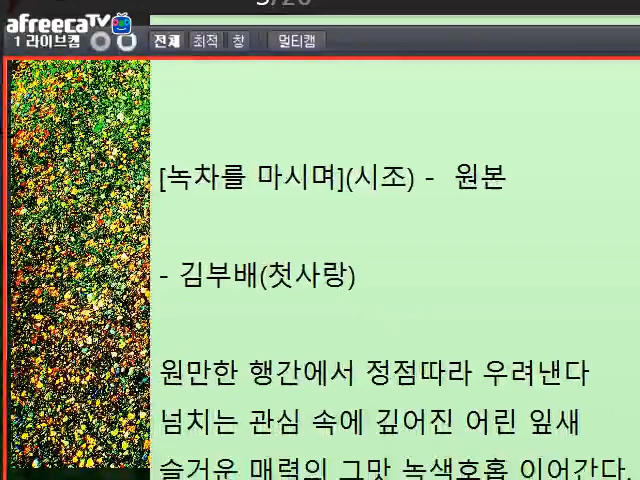 5/20
afreecaTV
1 라이브캠 전체 최적 창 멀티캠
[녹차를 마시며](시조) - 원본
- 김부배(첫사랑)
원만한 행간에서 정점따라 우려낸다
넘치는 관심 속에 깊어진 어린 잎새
슬거운 매력의 그맛 녹색호흡 이어간다.